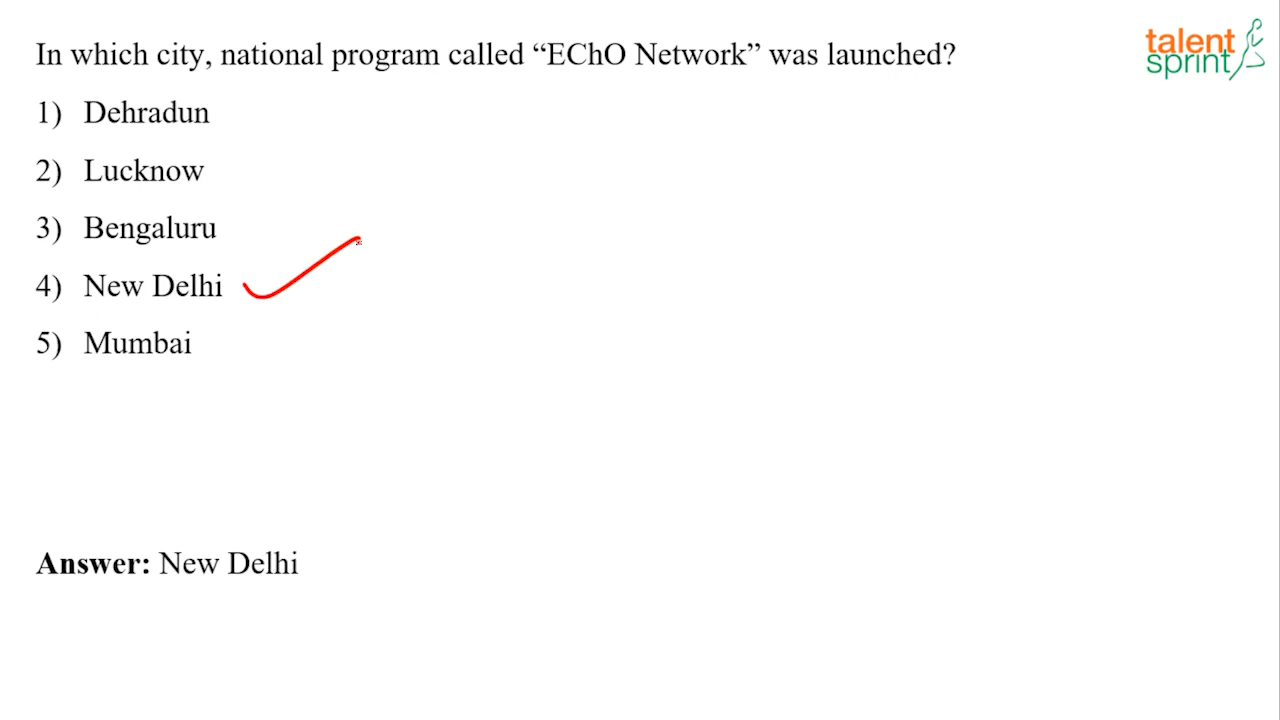 In which city, national program called “EChO Network” was launched?
talent
sprint
1) Dehradun
2) Lucknow
3) Bengaluru
4) New Delhi
5) Mumbai
Answer: New Delhi